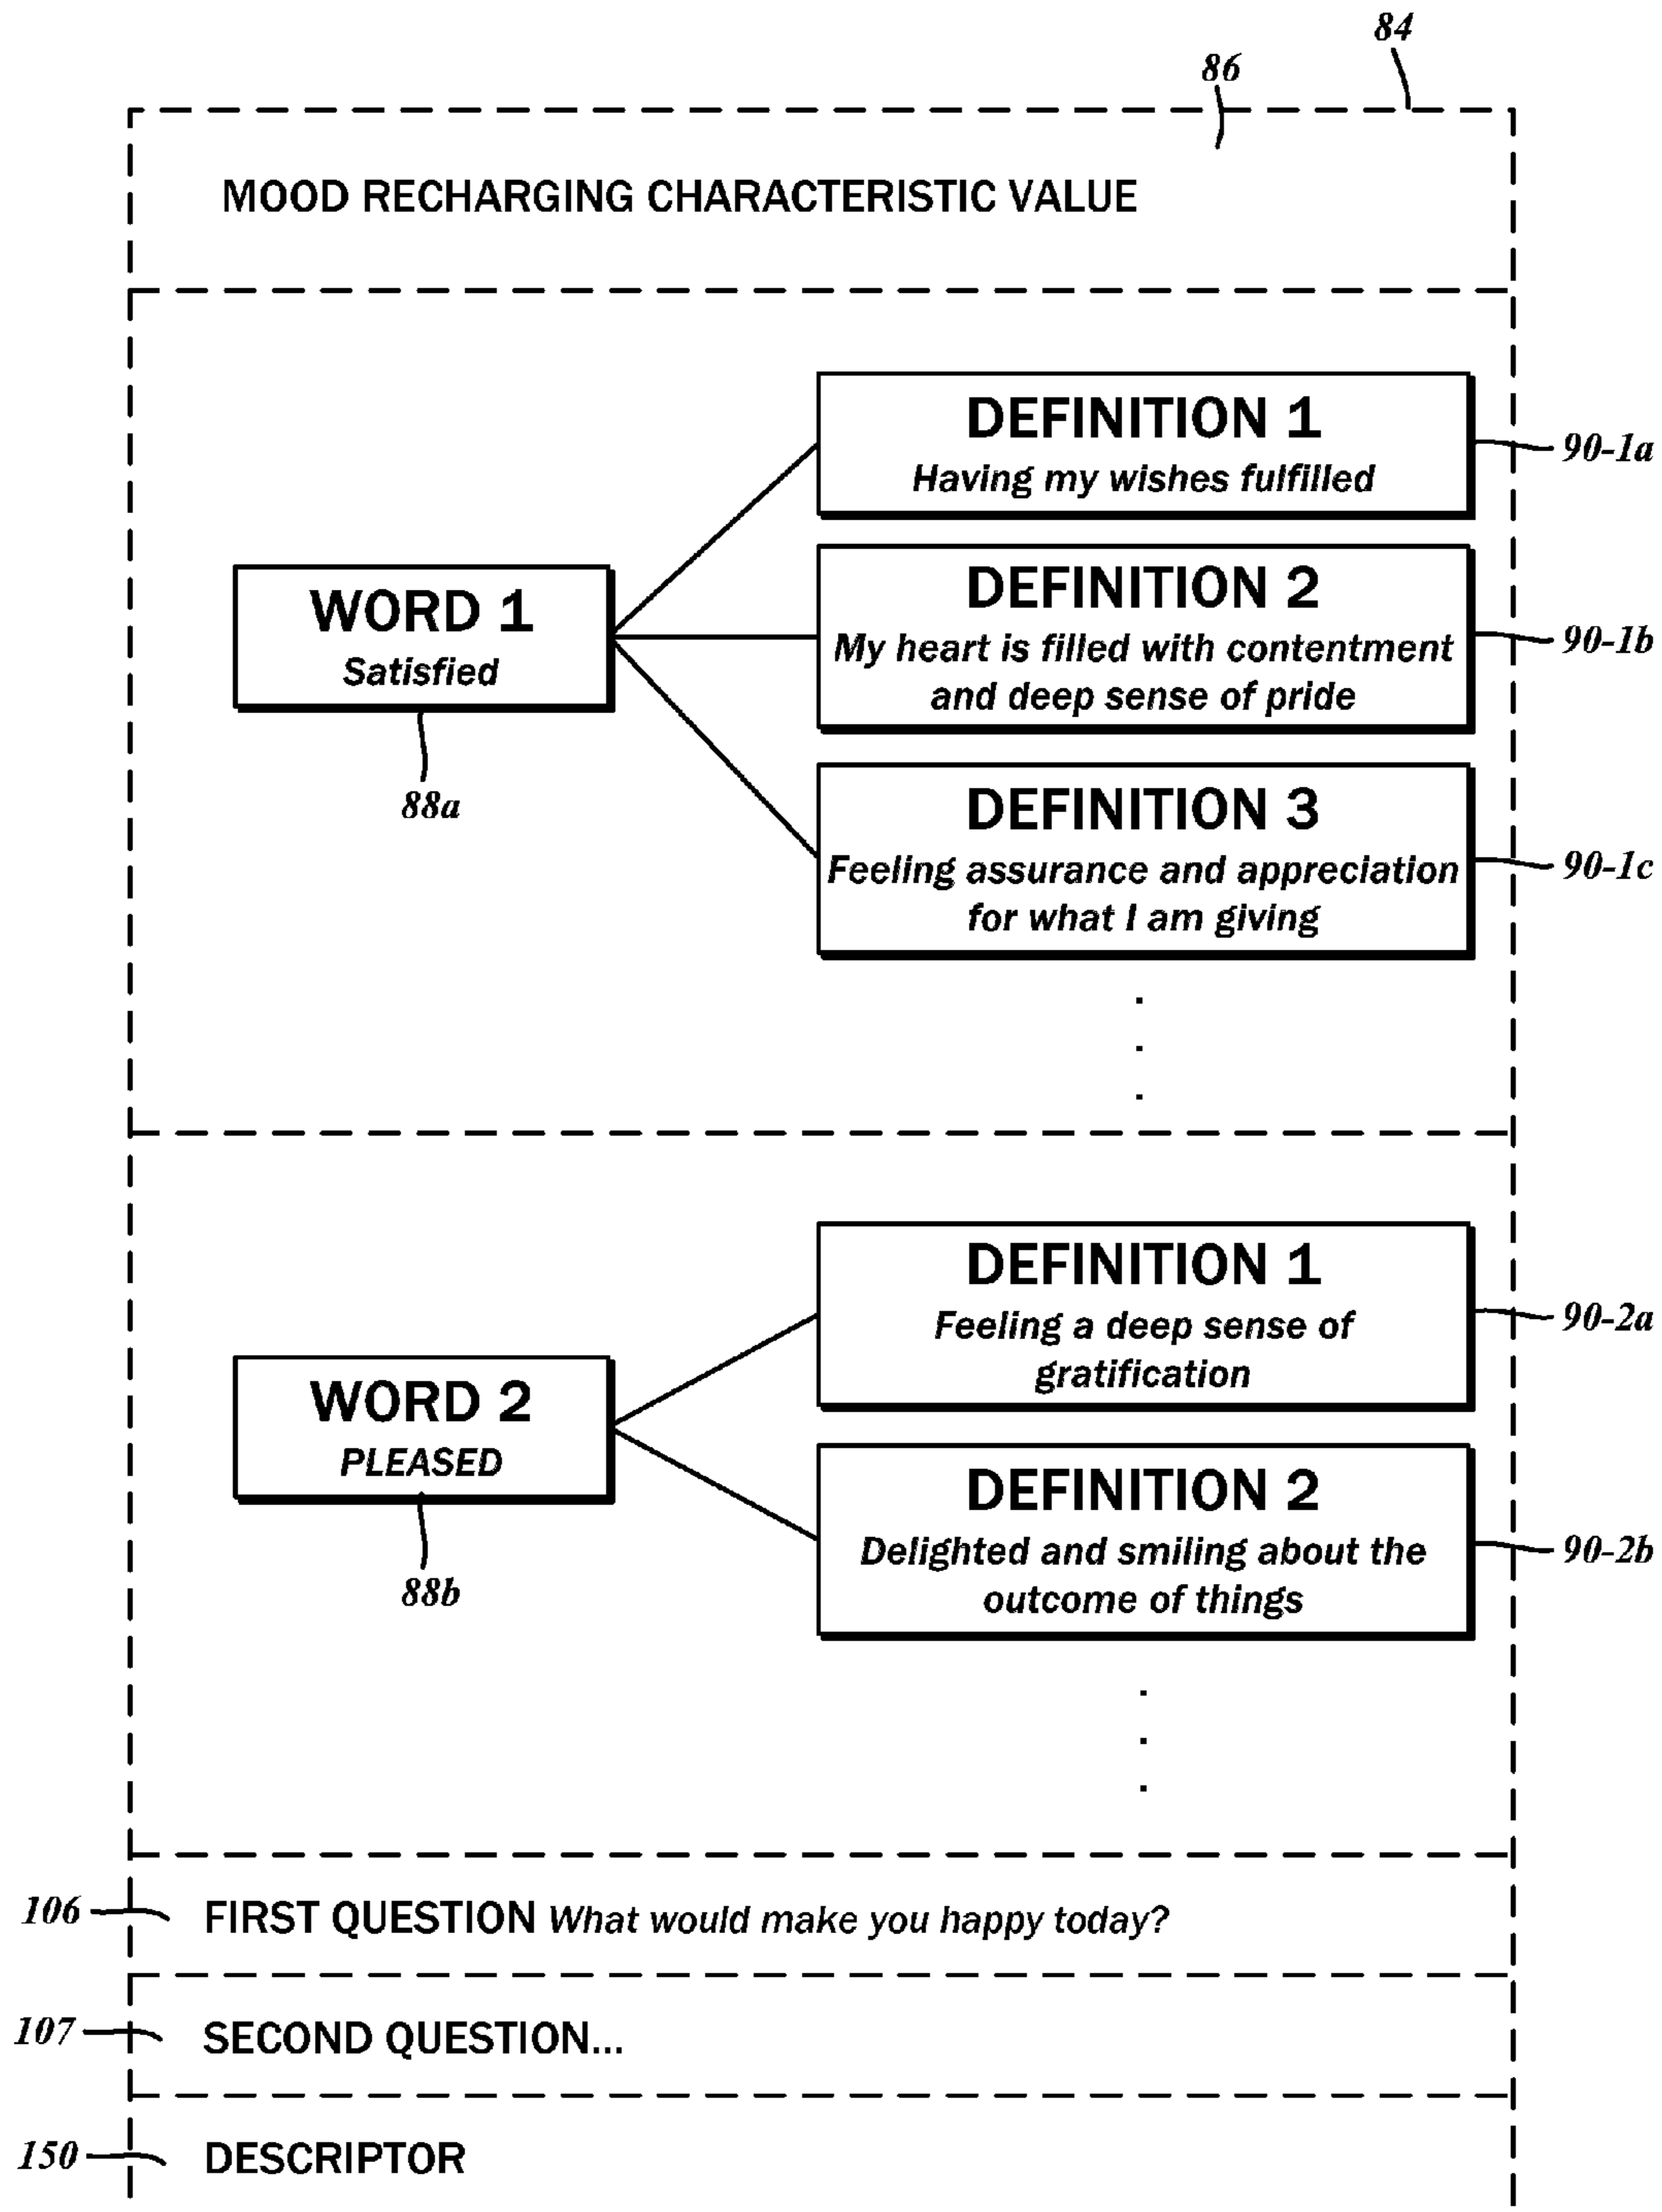 84
86
MOOD RECHARGING CHARACTERISTIC VALUE
DEFINITION 1
Having my wishes fulfilled
90-1a
DEFINITION 2
My heart is filled with contentment
and deep sense of pride
90-1b
WORD 1
Satisfied
88a
DEFINITION 3
Feeling assurance and appreciation
for what I am giving
90-1c
.
.
.
DEFINITION 1
Feeling a deep sense of
gratification
90-2a
WORD 2
PLEASED
88b
DEFINITION 2
Delighted and smiling about the
outcome of things
90-2b
.
.
.
106 FIRST QUESTION What would make you happy today?
107 SECOND QUESTION...
150 DESCRIPTOR